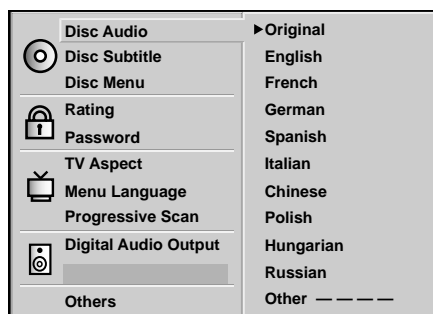 Disc Audio
Disc Subtitle
Disc Menu
Rating
Password
TV Aspect
Menu Language
Progressive Scan
Digital Audio Output
Others
Original
English
French
German
Spanish
Italian
Chinese
Polish
Hungarian
Russian
Other — — — —